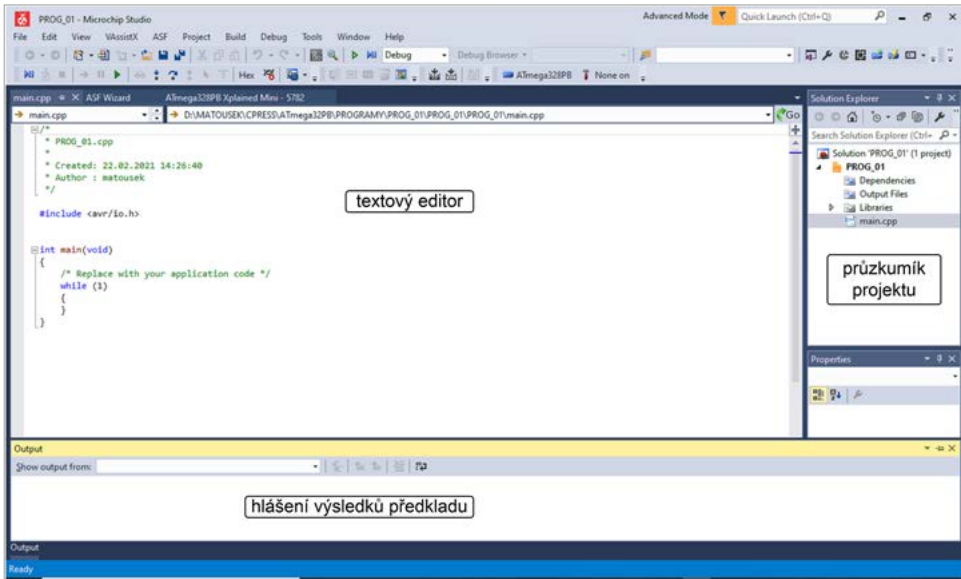 PROG_01 - Microchip Studio
Advanced Mode
Quick Launch (Ctrl+Q)
File Edit View VAssistX ASF Project Build Debug Tools Window Help
Debug
Debug Browser
Hex
ATmega328PB
None on
main.cpp
ASF Wizard
ATmega328PB Xplained Mini - 5782
main.cpp
D:\MATOUSEK\CPRESS\ATmega32PB\PROGRAMY\PROG_01\PROG_01\PROG_01\main.cpp
Go
/*
* PROG_01.cpp
*
* Created: 22.02.2021 14:26:40
* Author : matousek
*/
#include <avr/io.h>
int main(void)
{
/* Replace with your application code */
while (1)
{
}
}
textový editor
Solution Explorer
Search Solution Explorer (Ctrl+
Solution 'PROG_01' (1 project)
PROG_01
Dependencies
Output Files
Libraries
main.cpp
průzkumík
projektu
Properties
Output
Show output from:
hlášení výsledků předkladu
Output
Ready